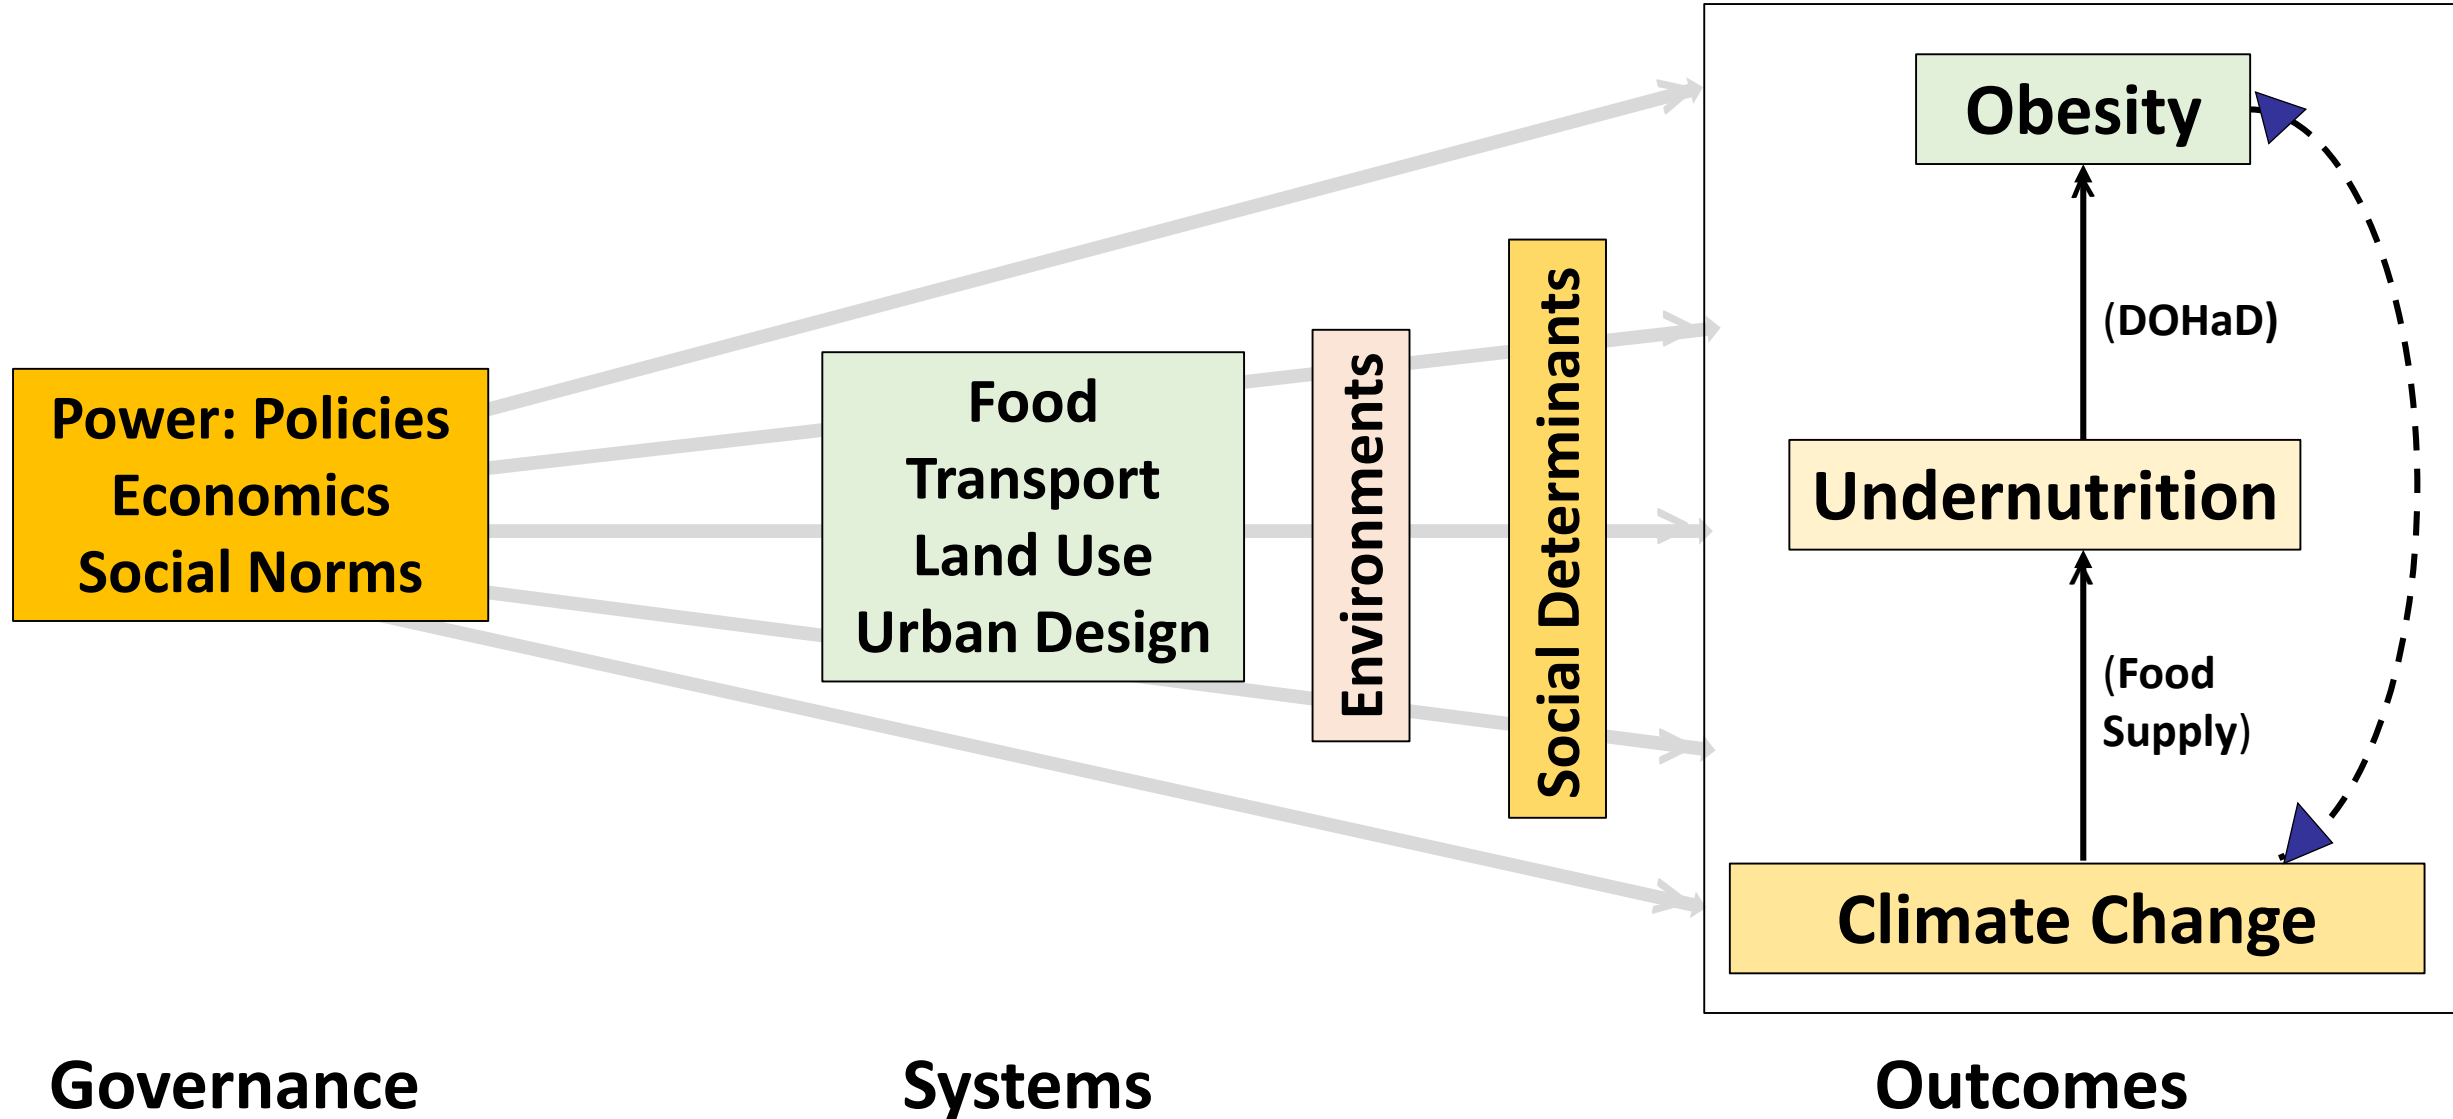 Power: Policies
Economics
Social Norms
Food
Transport
Land Use
Urban Design
Environments
Social Determinants
Obesity
(DOHaD)
Undernutrition
(Food
Supply)
Climate Change
Governance
Systems
Outcomes